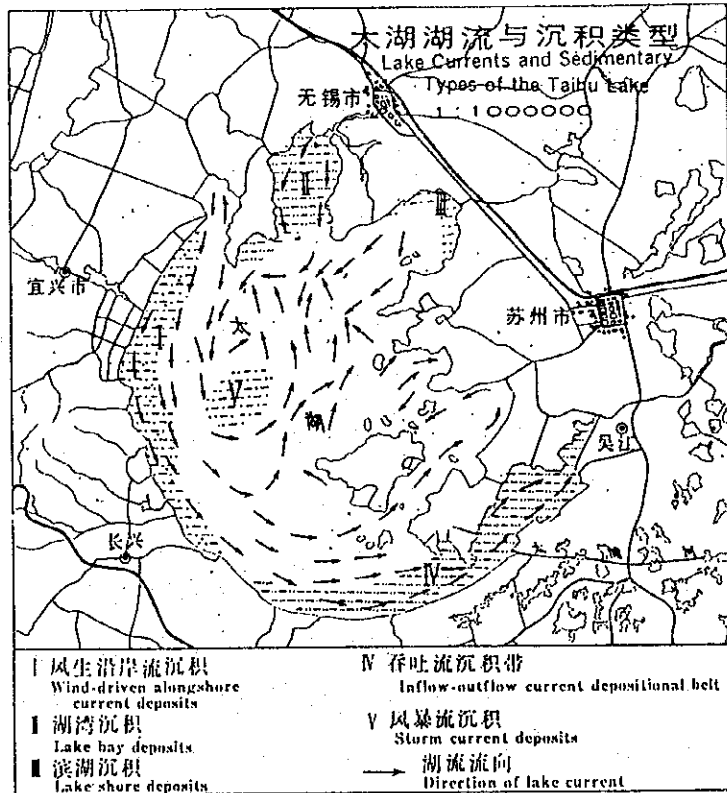 太湖湖流与沉积类型
Lake Currents and Sedimentary
Types of the Taihu Lake
1:1000000
无锡市
Ⅱ
Ⅲ
宜兴市
苏州市
太
Ⅰ
Ⅴ
湖
吴江
长兴
Ⅳ
Ⅰ 风生沿岸流沉积
Wind-driven alongshore
current deposits
Ⅱ 湖湾沉积
Lake bay deposits
Ⅲ 滨湖沉积
Lake shore deposits
Ⅳ 吞吐流沉积带
Inflow-outflow current depositional belt
Ⅴ 风暴流沉积
Storm current deposits
湖流流向
Direction of lake current